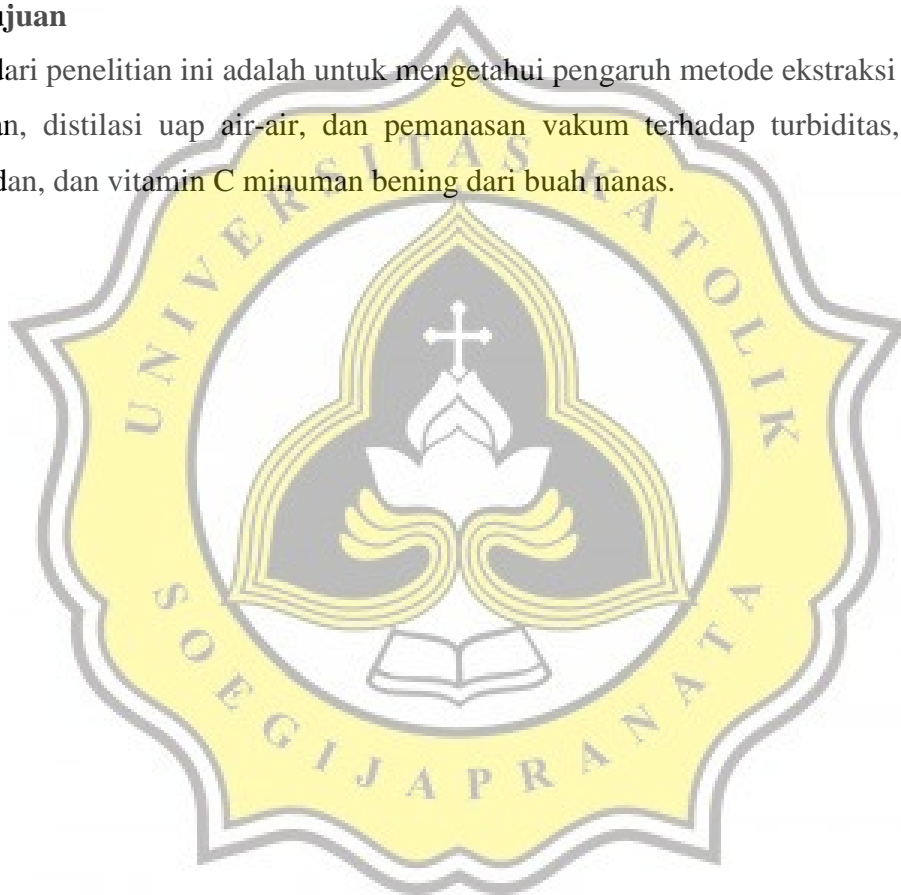 ujuan
dari penelitian ini adalah untuk mengetahui pengaruh metode ekstraksi
an, distilasi uap air-air, dan pemanasan vakum terhadap turbiditas,
dan, dan vitamin C minuman bening dari buah nanas.
UNIVERSITAS KATOLIK
SOEGIJAPRANATA